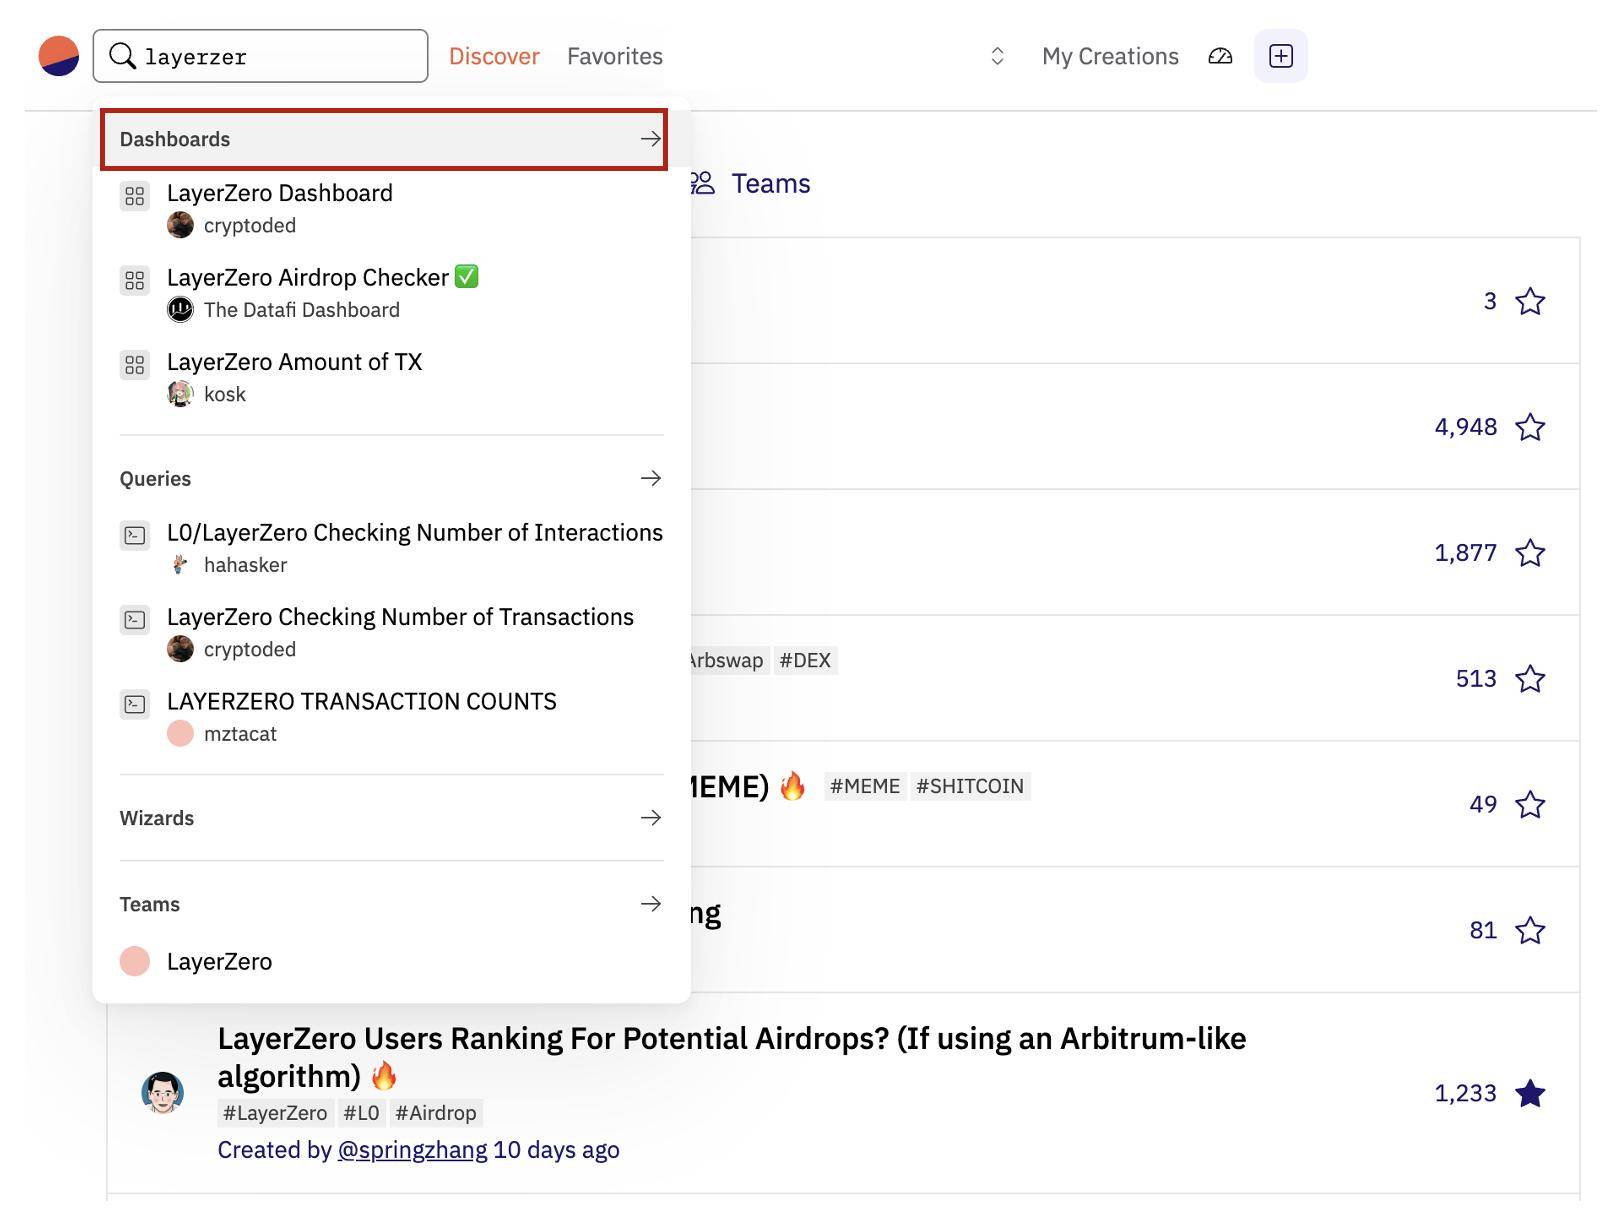 layerzer
Discover Favorites My Creations
Dashboards
LayerZero Dashboard
cryptoded
LayerZero Airdrop Checker ✅
The Datafi Dashboard
LayerZero Amount of TX
kosk
Queries
L0/LayerZero Checking Number of Interactions
hahasker
LayerZero Checking Number of Transactions
cryptoded
LAYERZERO TRANSACTION COUNTS
mztacat
Wizards
Teams
LayerZero
Teams
3
4,948
1,877
Arbswap #DEX
513
MEME) 🔥 #MEME #SHITCOIN
49
ng
81
LayerZero Users Ranking For Potential Airdrops? (If using an Arbitrum-like
algorithm) 🔥
#LayerZero #L0 #Airdrop
Created by @springzhang 10 days ago
1,233